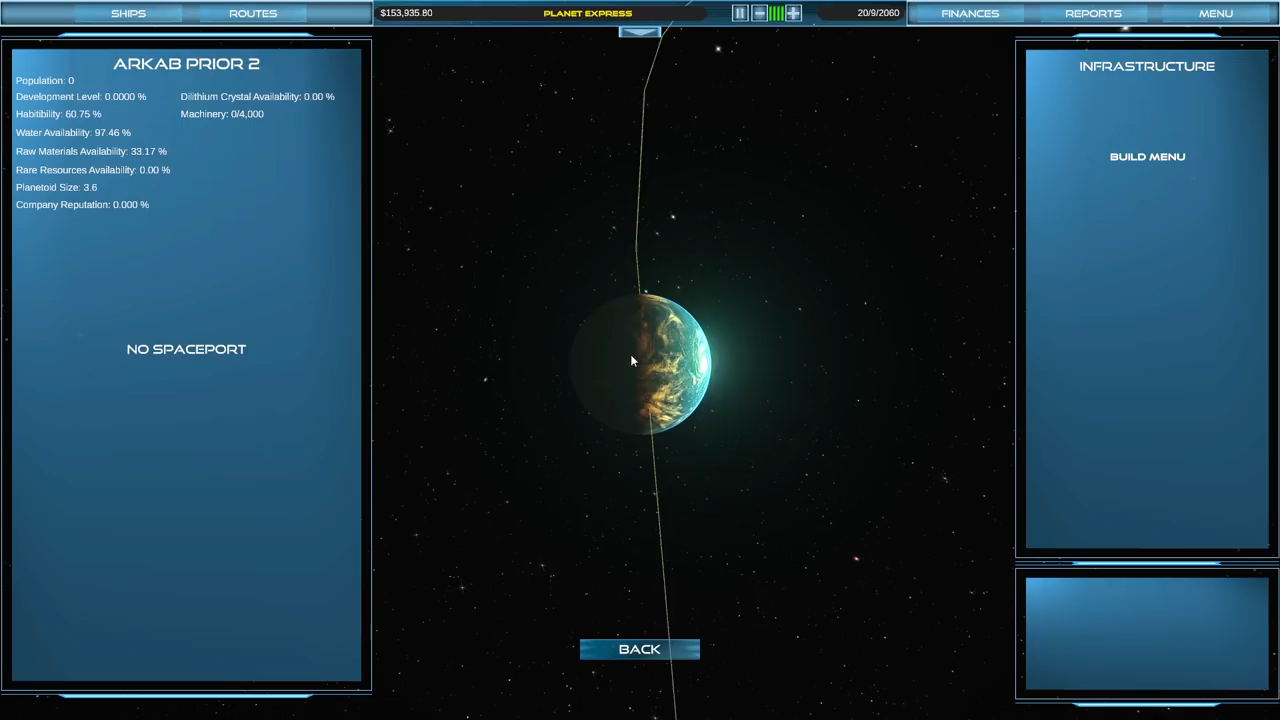 SHIPS
ROUTES
$153,935.80
PLANET EXPRESS
20/9/2060
FINANCES
REPORTS
MENU
ARKAB PRIOR 2
Population: 0
Development Level: 0.0000 %
Dilithium Crystal Availability: 0.00 %
Habitibility: 60.75 %
Machinery: 0/4,000
Water Availability: 97.46 %
Raw Materials Availability: 33.17 %
Rare Resources Availability: 0.00 %
Planetoid Size: 3.6
Company Reputation: 0.000 %
NO SPACEPORT
INFRASTRUCTURE
BUILD MENU
BACK